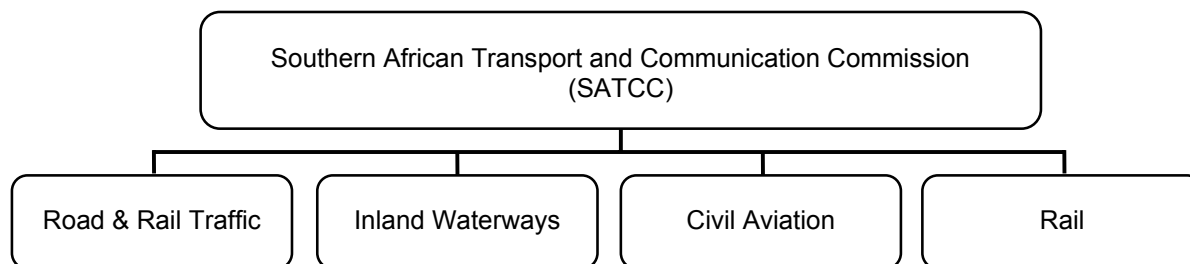 Southern African Transport and Communication Commission
(SATCC)
Road & Rail Traffic
Inland Waterways
Civil Aviation
Rail